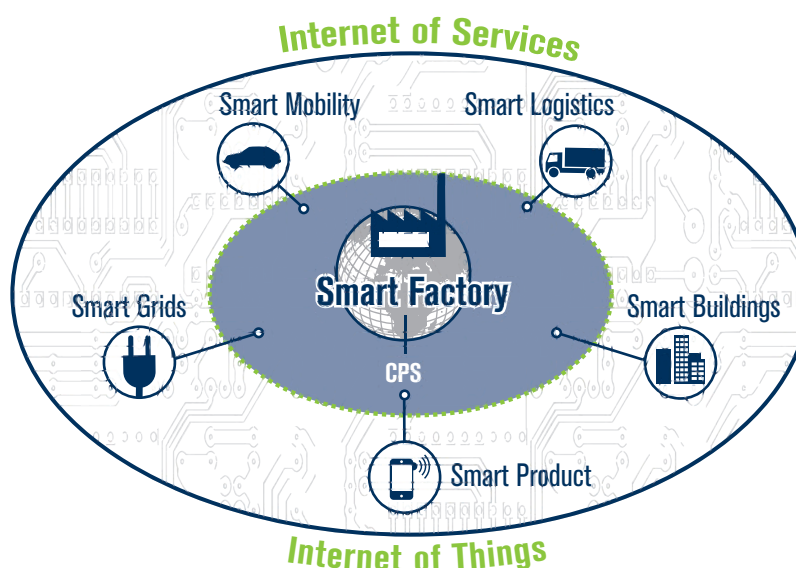 Internet of Services
Smart Mobility
Smart Logistics
Smart Factory
Smart Grids
Smart Buildings
CPS
Smart Product
Internet of Things